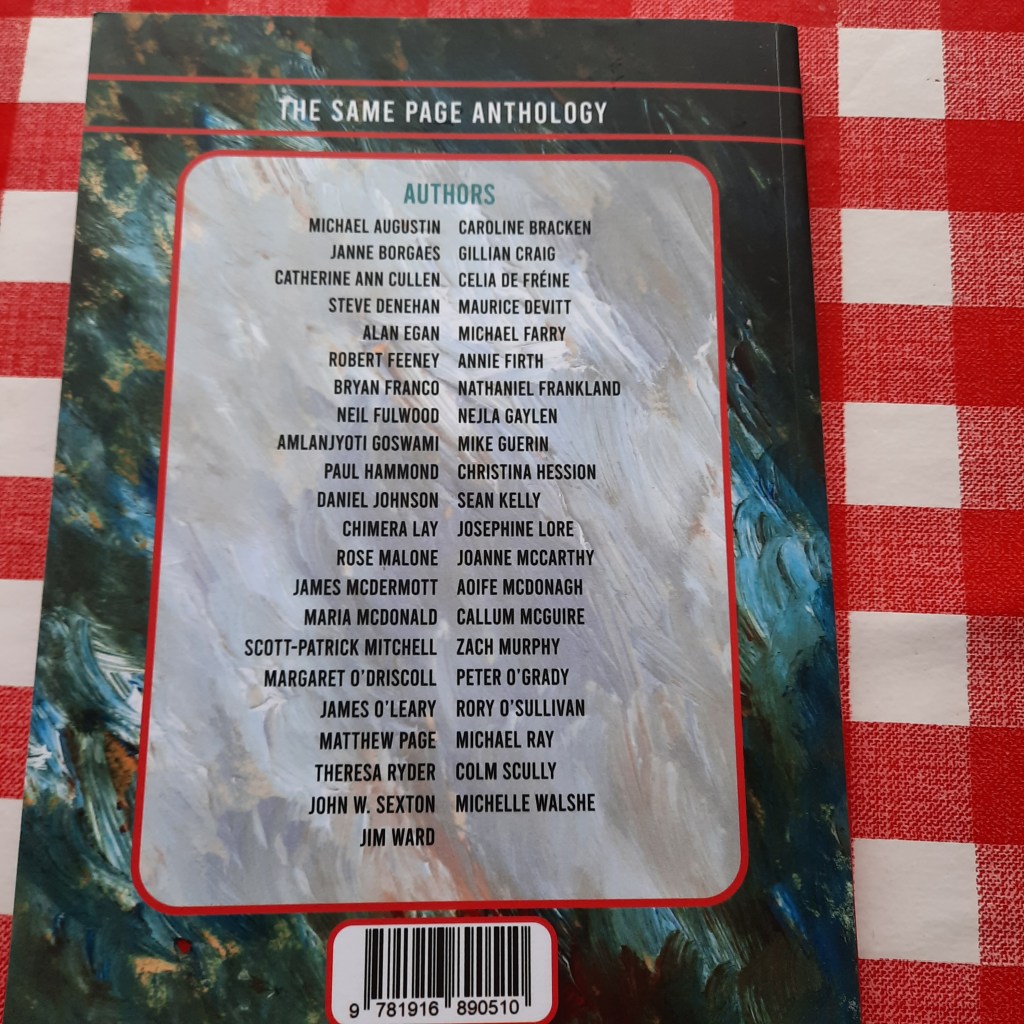 THE SAME PAGE ANTHOLOGY
AUTHORS
MICHAEL AUGUSTIN CAROLINE BRACKEN
JANNE BORGAES GILLIAN CRAIG
CATHERINE ANN CULLEN CELIA DE FRÉINE
STEVE DENEHAN MAURICE DEVITT
ALAN EGAN MICHAEL FARRY
ROBERT FEENEY ANNIE FIRTH
BRYAN FRANCO NATHANIEL FRANKLAND
NEIL FULWOOD NEJLA GAYLEN
AMLANJYOTI GOSWAMI MIKE GUERIN
PAUL HAMMOND CHRISTINA HESSION
DANIEL JOHNSON SEAN KELLY
CHIMERA LAY JOSEPHINE LORE
ROSE MALONE JOANNE MCCARTHY
JAMES MCDERMOTT AOIFE MCDONAGH
MARIA MCDONALD CALLUM MCGUIRE
SCOTT-PATRICK MITCHELL ZACH MURPHY
MARGARET O'DRISCOLL PETER O'GRADY
JAMES O'LEARY RORY O'SULLIVAN
MATTHEW PAGE MICHAEL RAY
THERESA RYDER COLM SCULLY
JOHN W. SEXTON MICHELLE WALSHE
JIM WARD
9 781916 890510